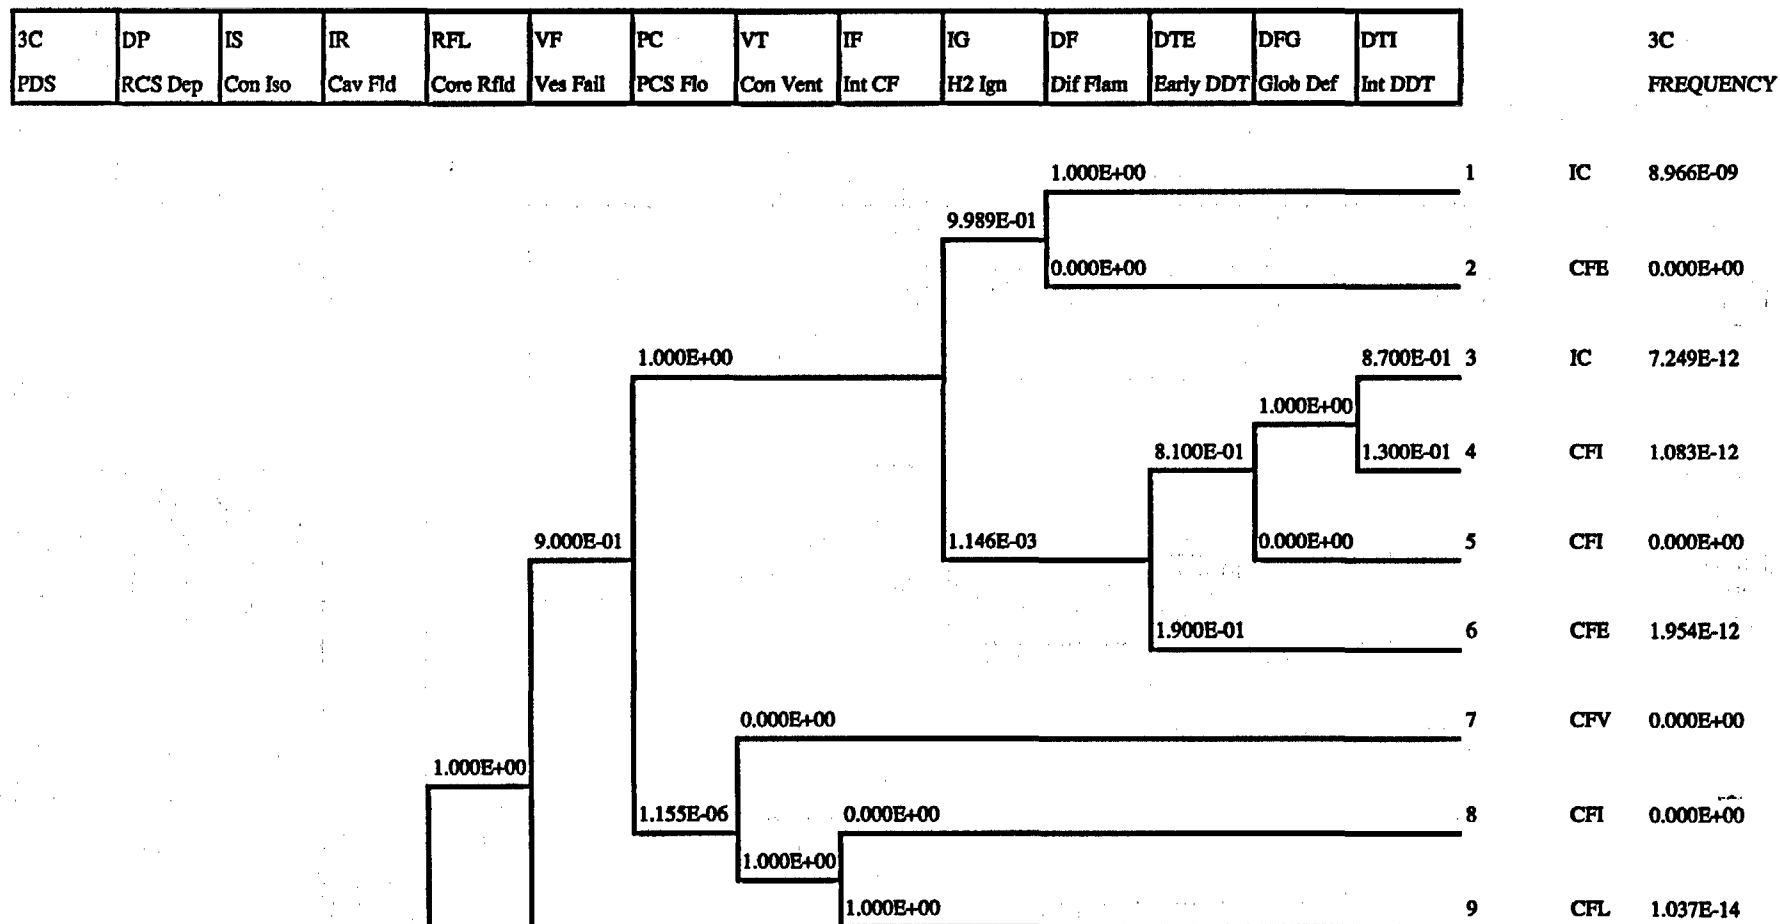 3C DP IS IR RFL VF PC VT IF IG DF DTE DFG DTI 3C
PDS RCS Dep Con Iso Cav Fld Core Rfld Ves Fail PCS Flo Con Vent Int CF H2 Ign Dif Flam Early DDT Glob Def Int DDT FREQUENCY
1.000E+00 1 IC 8.966E-09
9.989E-01
0.000E+00 2 CFE 0.000E+00
1.000E+00 8.700E-01 3 IC 7.249E-12
1.000E+00
8.100E-01 1.300E-01 4 CFI 1.083E-12
9.000E-01 1.146E-03 0.000E+00 5 CFI 0.000E+00
1.900E-01 6 CFE 1.954E-12
0.000E+00 7 CFV 0.000E+00
1.000E+00
1.155E-06 0.000E+00 8 CFI 0.000E+00
1.000E+00
1.000E+00 9 CFL 1.037E-14